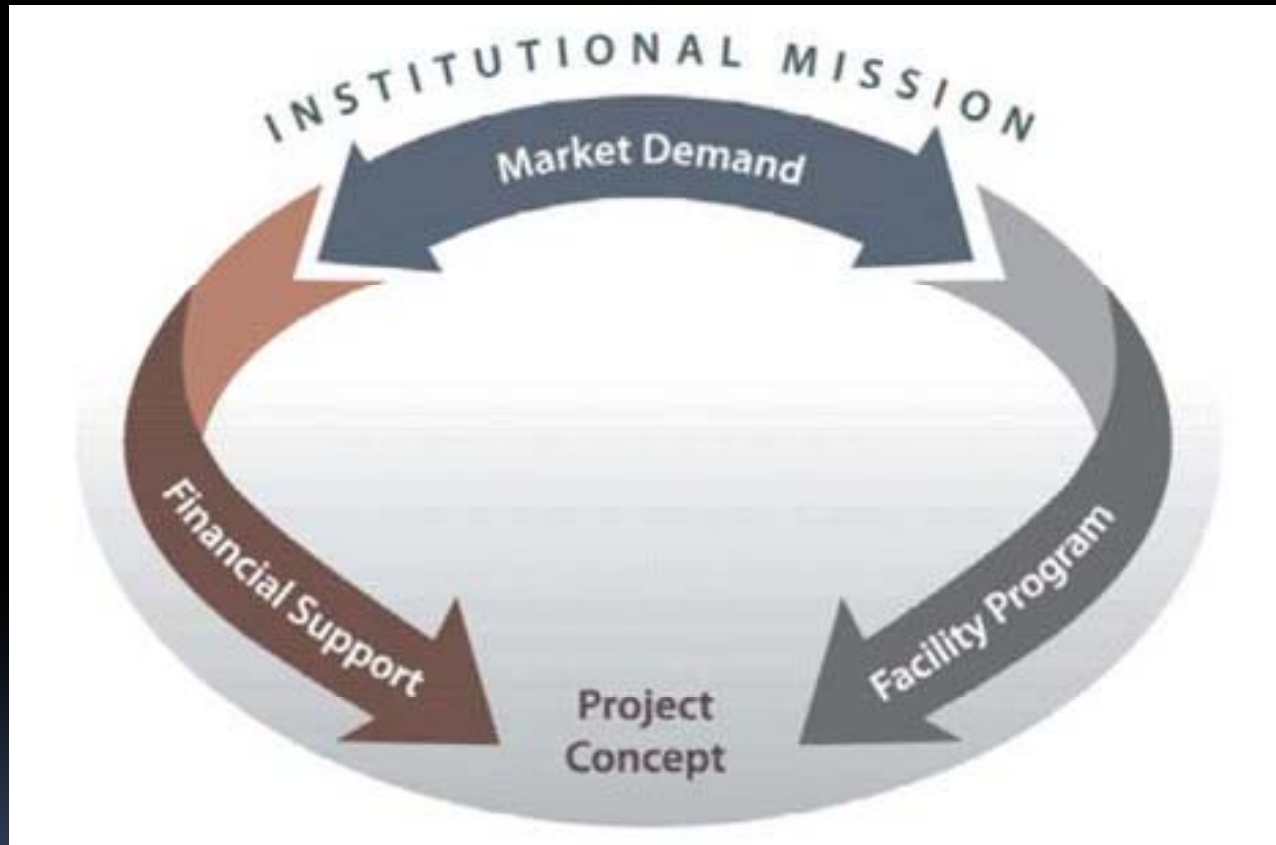 INSTITUTIONAL MISSION
Market Demand
Financial Support
Facility Program
Project
Concept